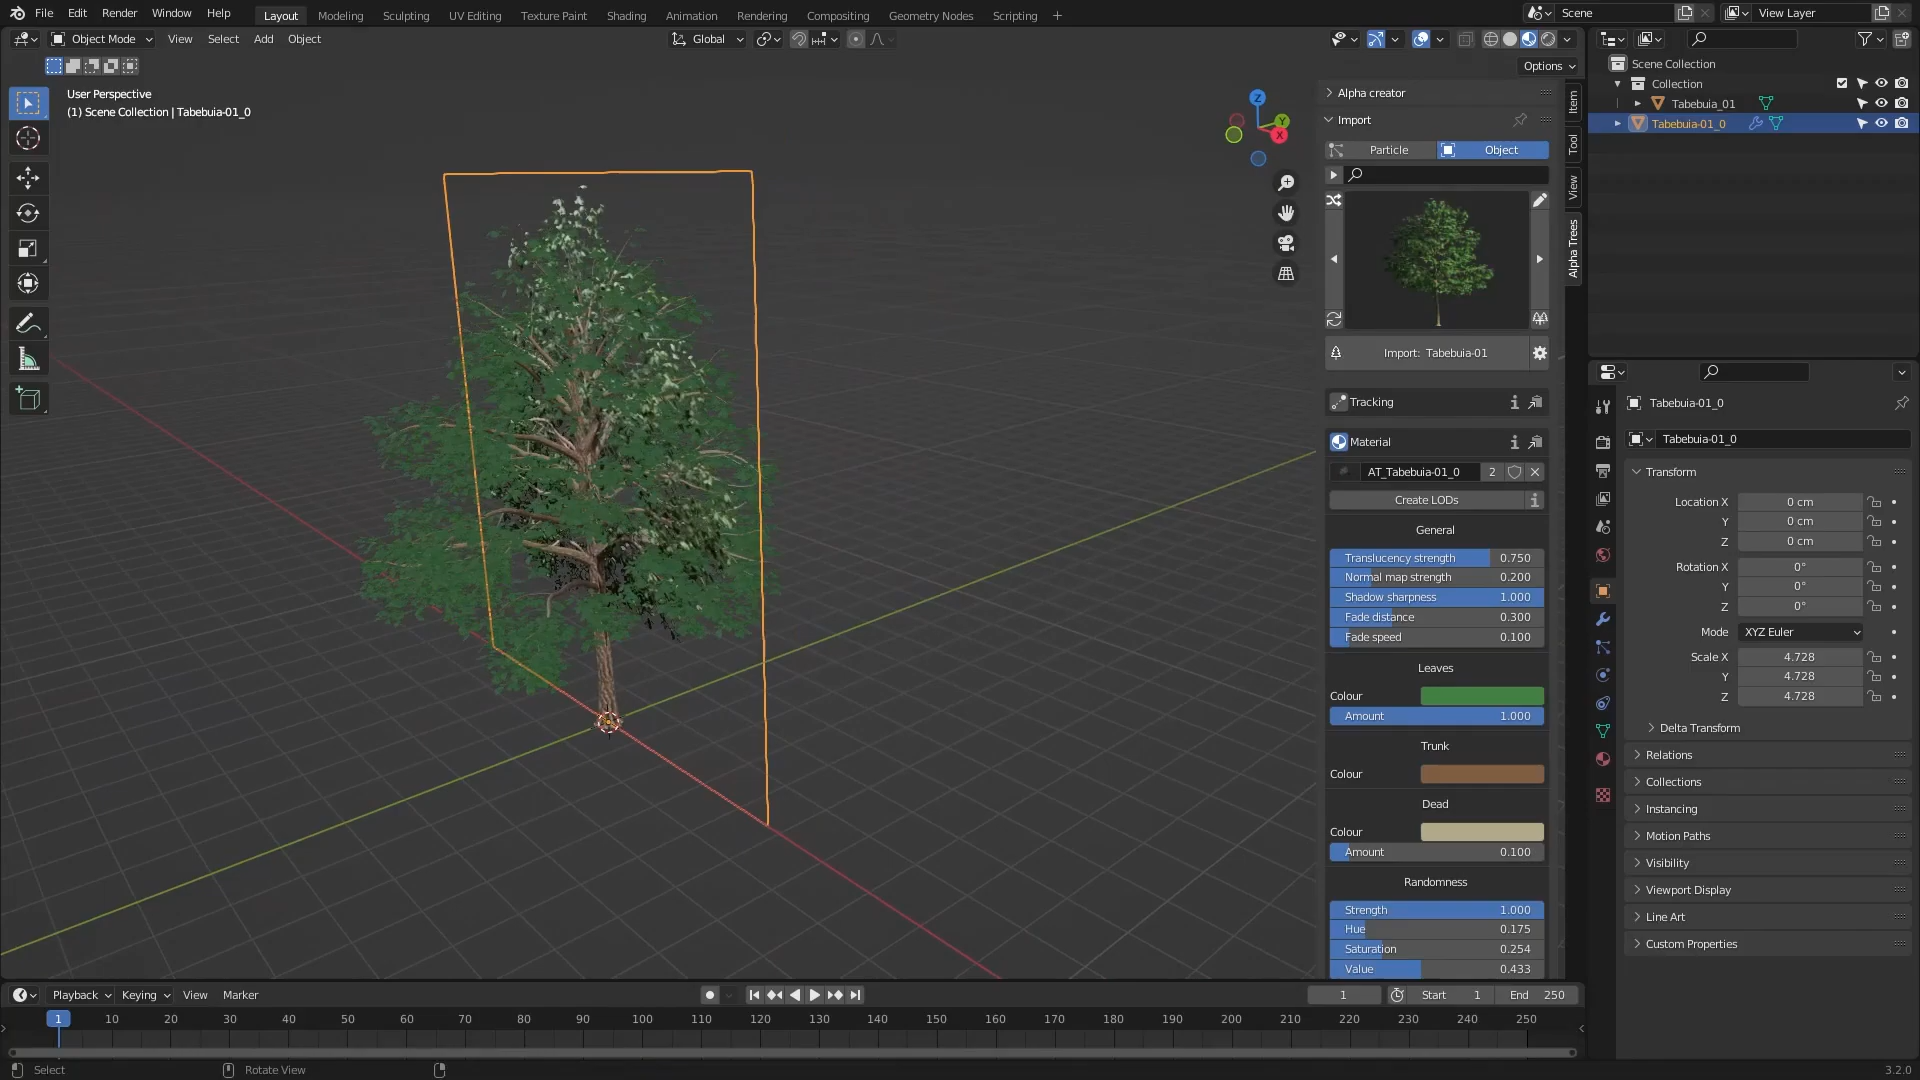 File Edit Render Window Help Layout Modeling Sculpting UV Editing Texture Paint Shading Animation Rendering Compositing Geometry Nodes Scripting + Scene View Layer
Object Mode View Select Add Object Global
Options
User Perspective
(1) Scene Collection | Tabebuia-01_0
Z
Y
X
Item
Tool
View
Alpha Trees
Alpha creator
Import
Particle Object
Import: Tabebuia-01
Tracking
Material
AT_Tabebuia-01_0 2
Create LODs
General
Translucency strength 0.750
Normal map strength 0.200
Shadow sharpness 1.000
Fade distance 0.300
Fade speed 0.100
Leaves
Colour
Amount 1.000
Trunk
Colour
Dead
Colour
Amount 0.100
Randomness
Strength 1.000
Hue 0.175
Saturation 0.254
Value 0.433
Scene Collection
Collection
Tabebuia_01
Tabebuia-01_0
Tabebuia-01_0
Tabebuia-01_0
Transform
Location X 0 cm
Y 0 cm
Z 0 cm
Rotation X 0°
Y 0°
Z 0°
Mode XYZ Euler
Scale X 4.728
Y 4.728
Z 4.728
Delta Transform
Relations
Collections
Instancing
Motion Paths
Visibility
Viewport Display
Line Art
Custom Properties
Playback Keying View Marker 1 Start 1 End 250
1 10 20 30 40 50 60 70 80 90 100 110 120 130 140 150 160 170 180 190 200 210 220 230 240 250
Select Rotate View 3.2.0